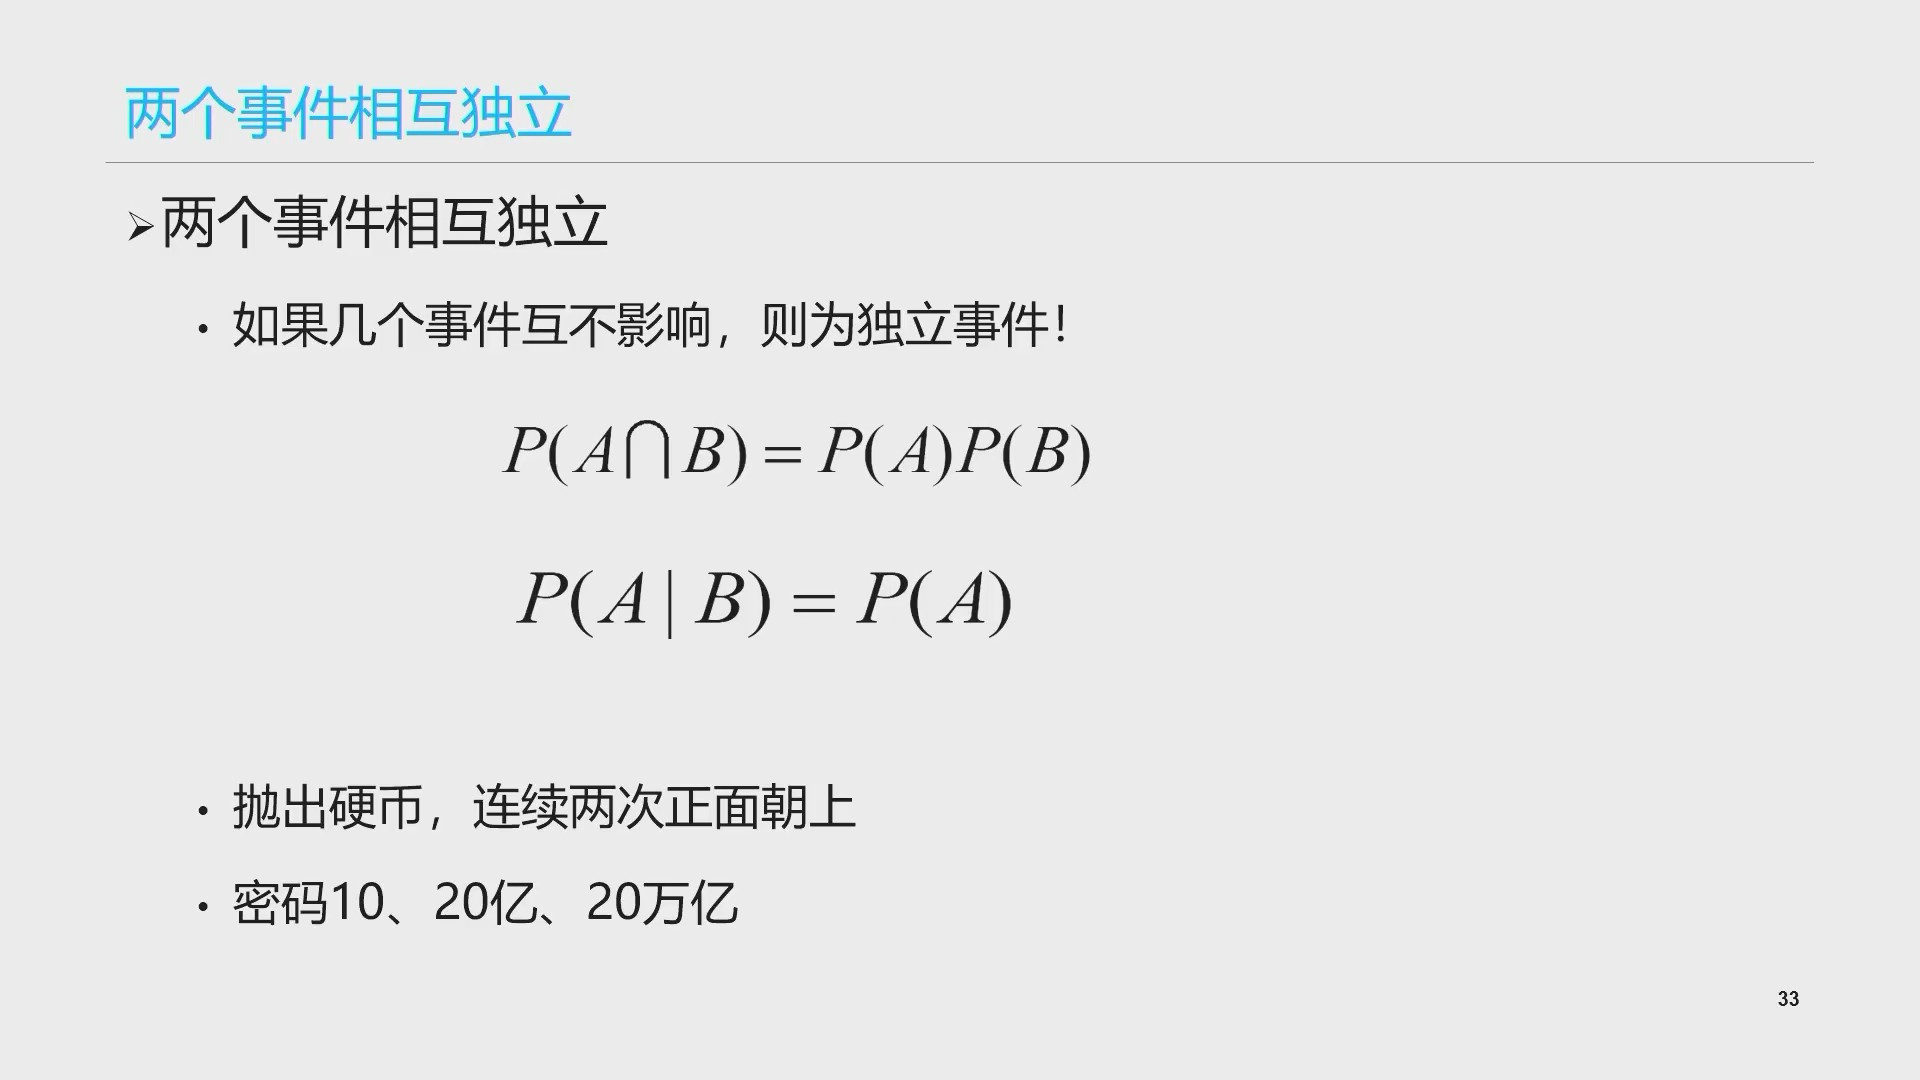 两个事件相互独立
➢两个事件相互独立
• 如果几个事件互不影响，则为独立事件！
P(A⋂B) = P(A)P(B)
P(A | B) = P(A)
• 抛出硬币，连续两次正面朝上
• 密码10、20亿、20万亿
33